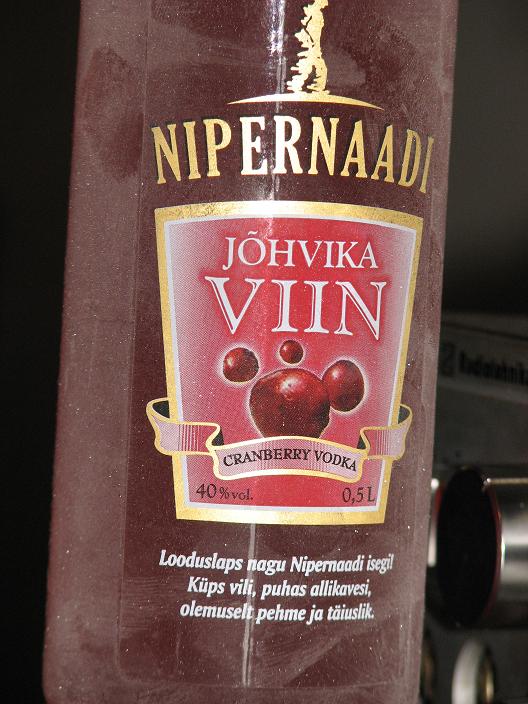 NIPERNAADI
JÕHVIKA
VIIN
CRANBERRY VODKA
40%vol. 0,5L
Looduslaps nagu Nipernaadi isegi!
Küps vili, puhas allikavesi,
olemuselt pehme ja täiuslik.